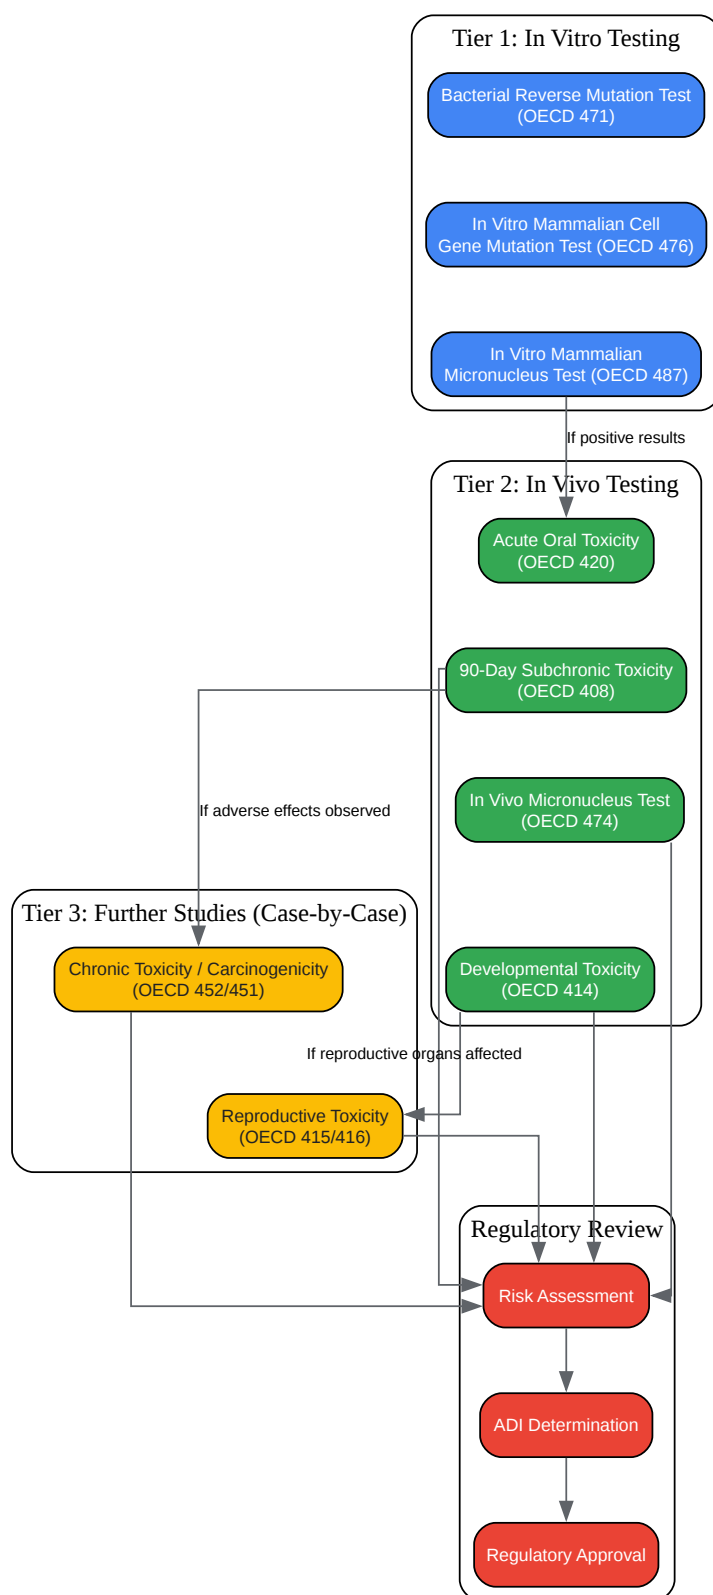 Tier 1: In Vitro Testing
Bacterial Reverse Mutation Test
(OECD 471)
In Vitro Mammalian Cell
Gene Mutation Test (OECD 476)
In Vitro Mammalian
Micronucleus Test (OECD 487)
If positive results
Tier 2: In Vivo Testing
Acute Oral Toxicity
(OECD 420)
90-Day Subchronic Toxicity
(OECD 408)
In Vivo Micronucleus Test
(OECD 474)
If adverse effects observed
Tier 3: Further Studies (Case-by-Case)
Chronic Toxicity / Carcinogenicity
(OECD 452/451)
Developmental Toxicity
(OECD 414)
If reproductive organs affected
Reproductive Toxicity
(OECD 415/416)
Regulatory Review
Risk Assessment
ADI Determination
Regulatory Approval